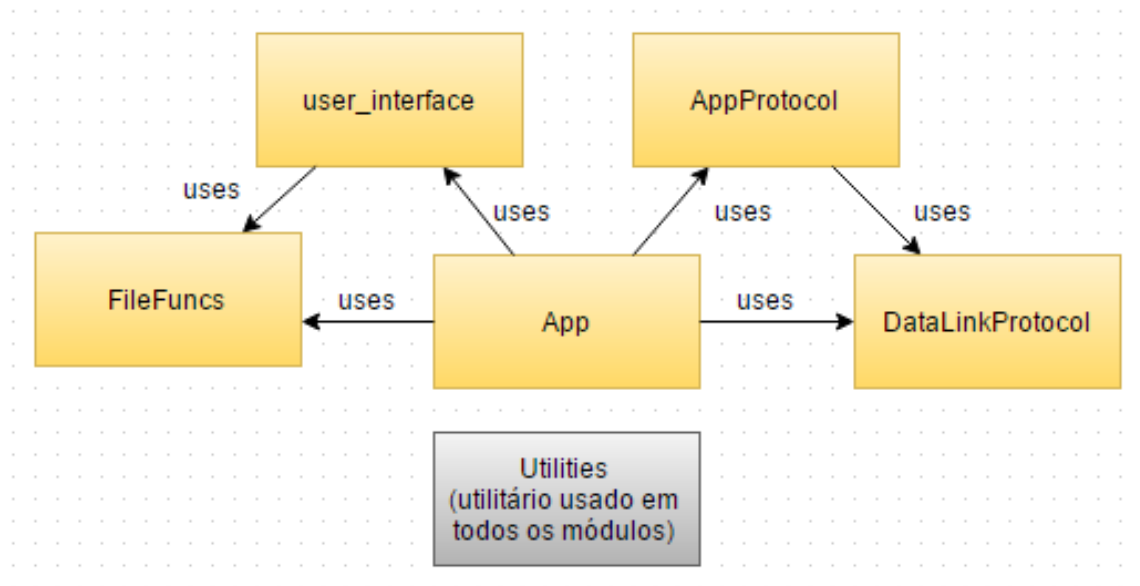 user_interface
AppProtocol
uses
uses
uses
uses
FileFuncs
uses
App
uses
DataLinkProtocol
Utilities
(utilitário usado em
todos os módulos)